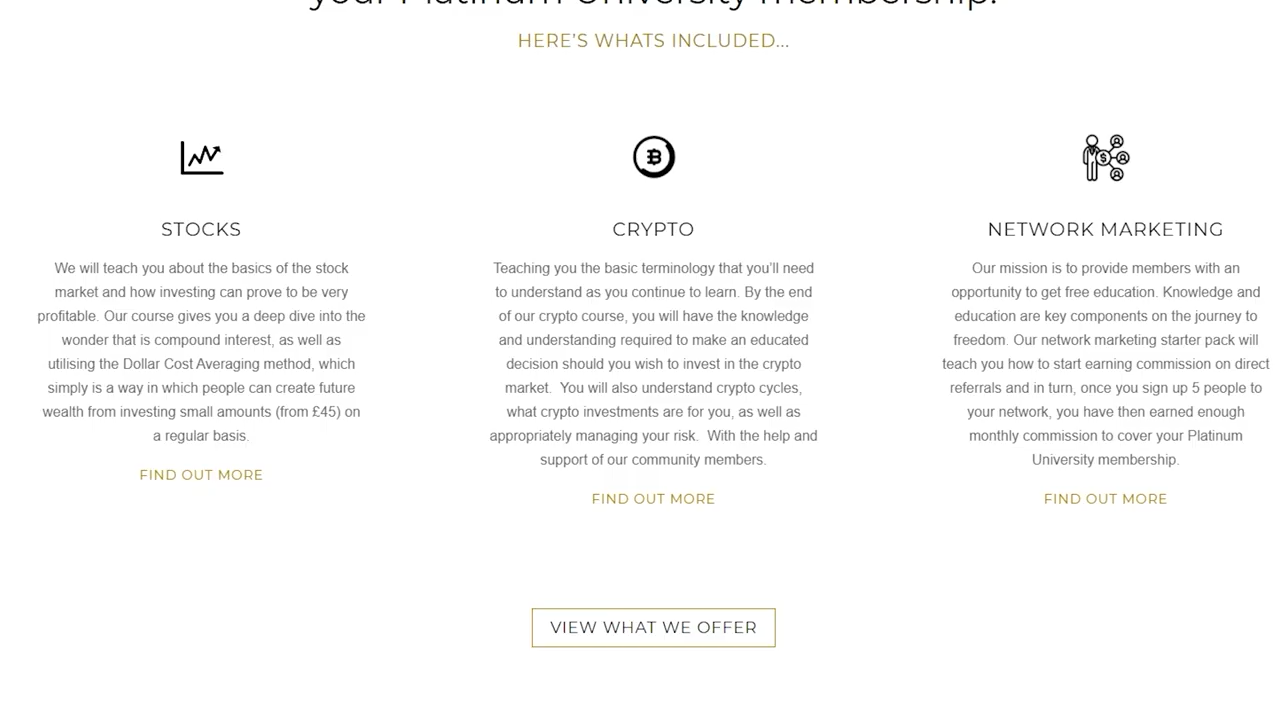 your Platinum University membership.
HERE'S WHATS INCLUDED...
STOCKS
We will teach you about the basics of the stock
market and how investing can prove to be very
profitable. Our course gives you a deep dive into the
wonder that is compound interest, as well as
utilising the Dollar Cost Averaging method, which
simply is a way in which people can create future
wealth from investing small amounts (from £45) on
a regular basis.
FIND OUT MORE
CRYPTO
Teaching you the basic terminology that you'll need
to understand as you continue to learn. By the end
of our crypto course, you will have the knowledge
and understanding required to make an educated
decision should you wish to invest in the crypto
market.  You will also understand crypto cycles,
what crypto investments are for you, as well as
appropriately managing your risk.  With the help and
support of our community members.
FIND OUT MORE
NETWORK MARKETING
Our mission is to provide members with an
opportunity to get free education. Knowledge and
education are key components on the journey to
freedom. Our network marketing starter pack will
teach you how to start earning commission on direct
referrals and in turn, once you sign up 5 people to
your network, you have then earned enough
monthly commission to cover your Platinum
University membership.
FIND OUT MORE
VIEW WHAT WE OFFER